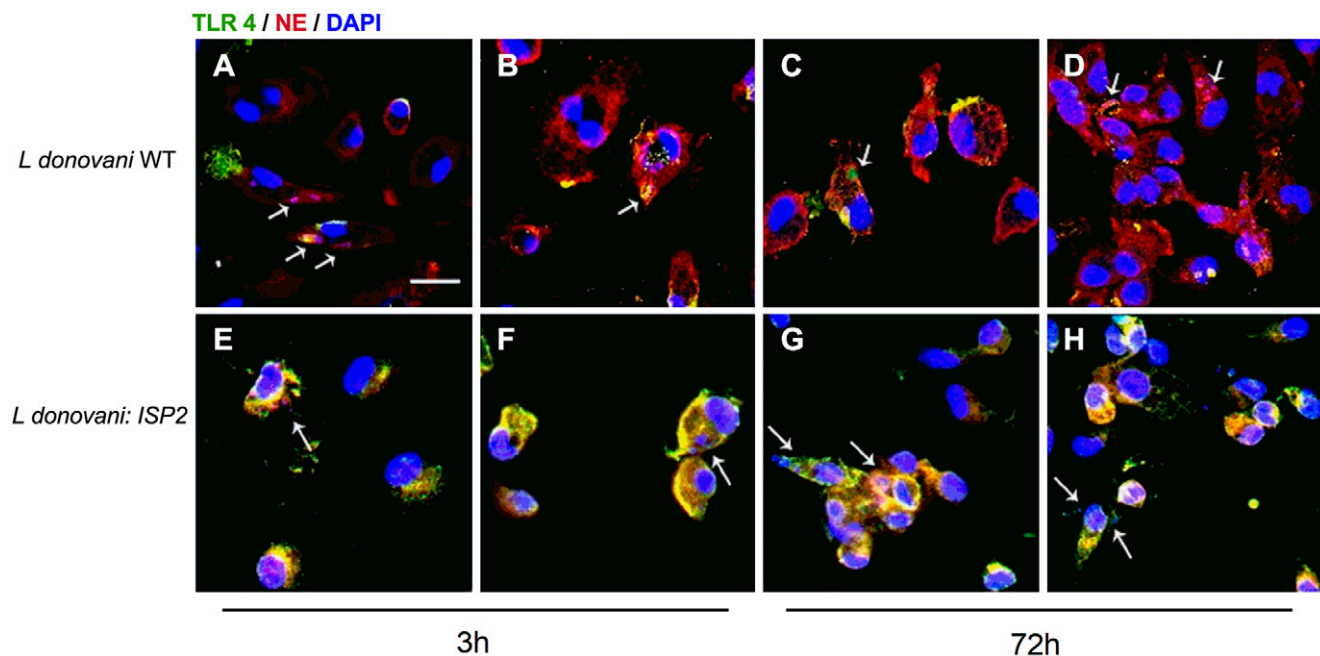 TLR 4 / NE / DAPI
A B C D
L donovani WT
E F G H
L donovani: ISP2
3h 72h